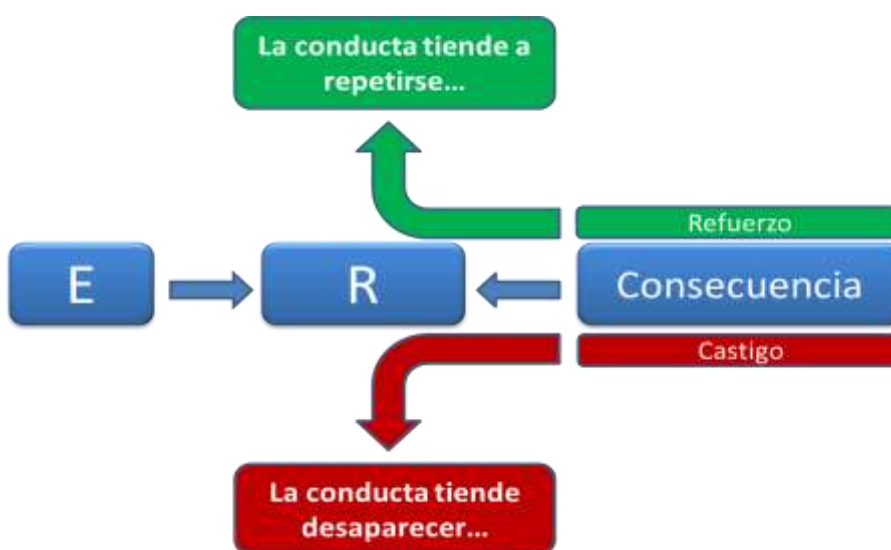 La conducta tiende a
repetirse...
Refuerzo
E
R
Consecuencia
Castigo
La conducta tiende
desaparecer...